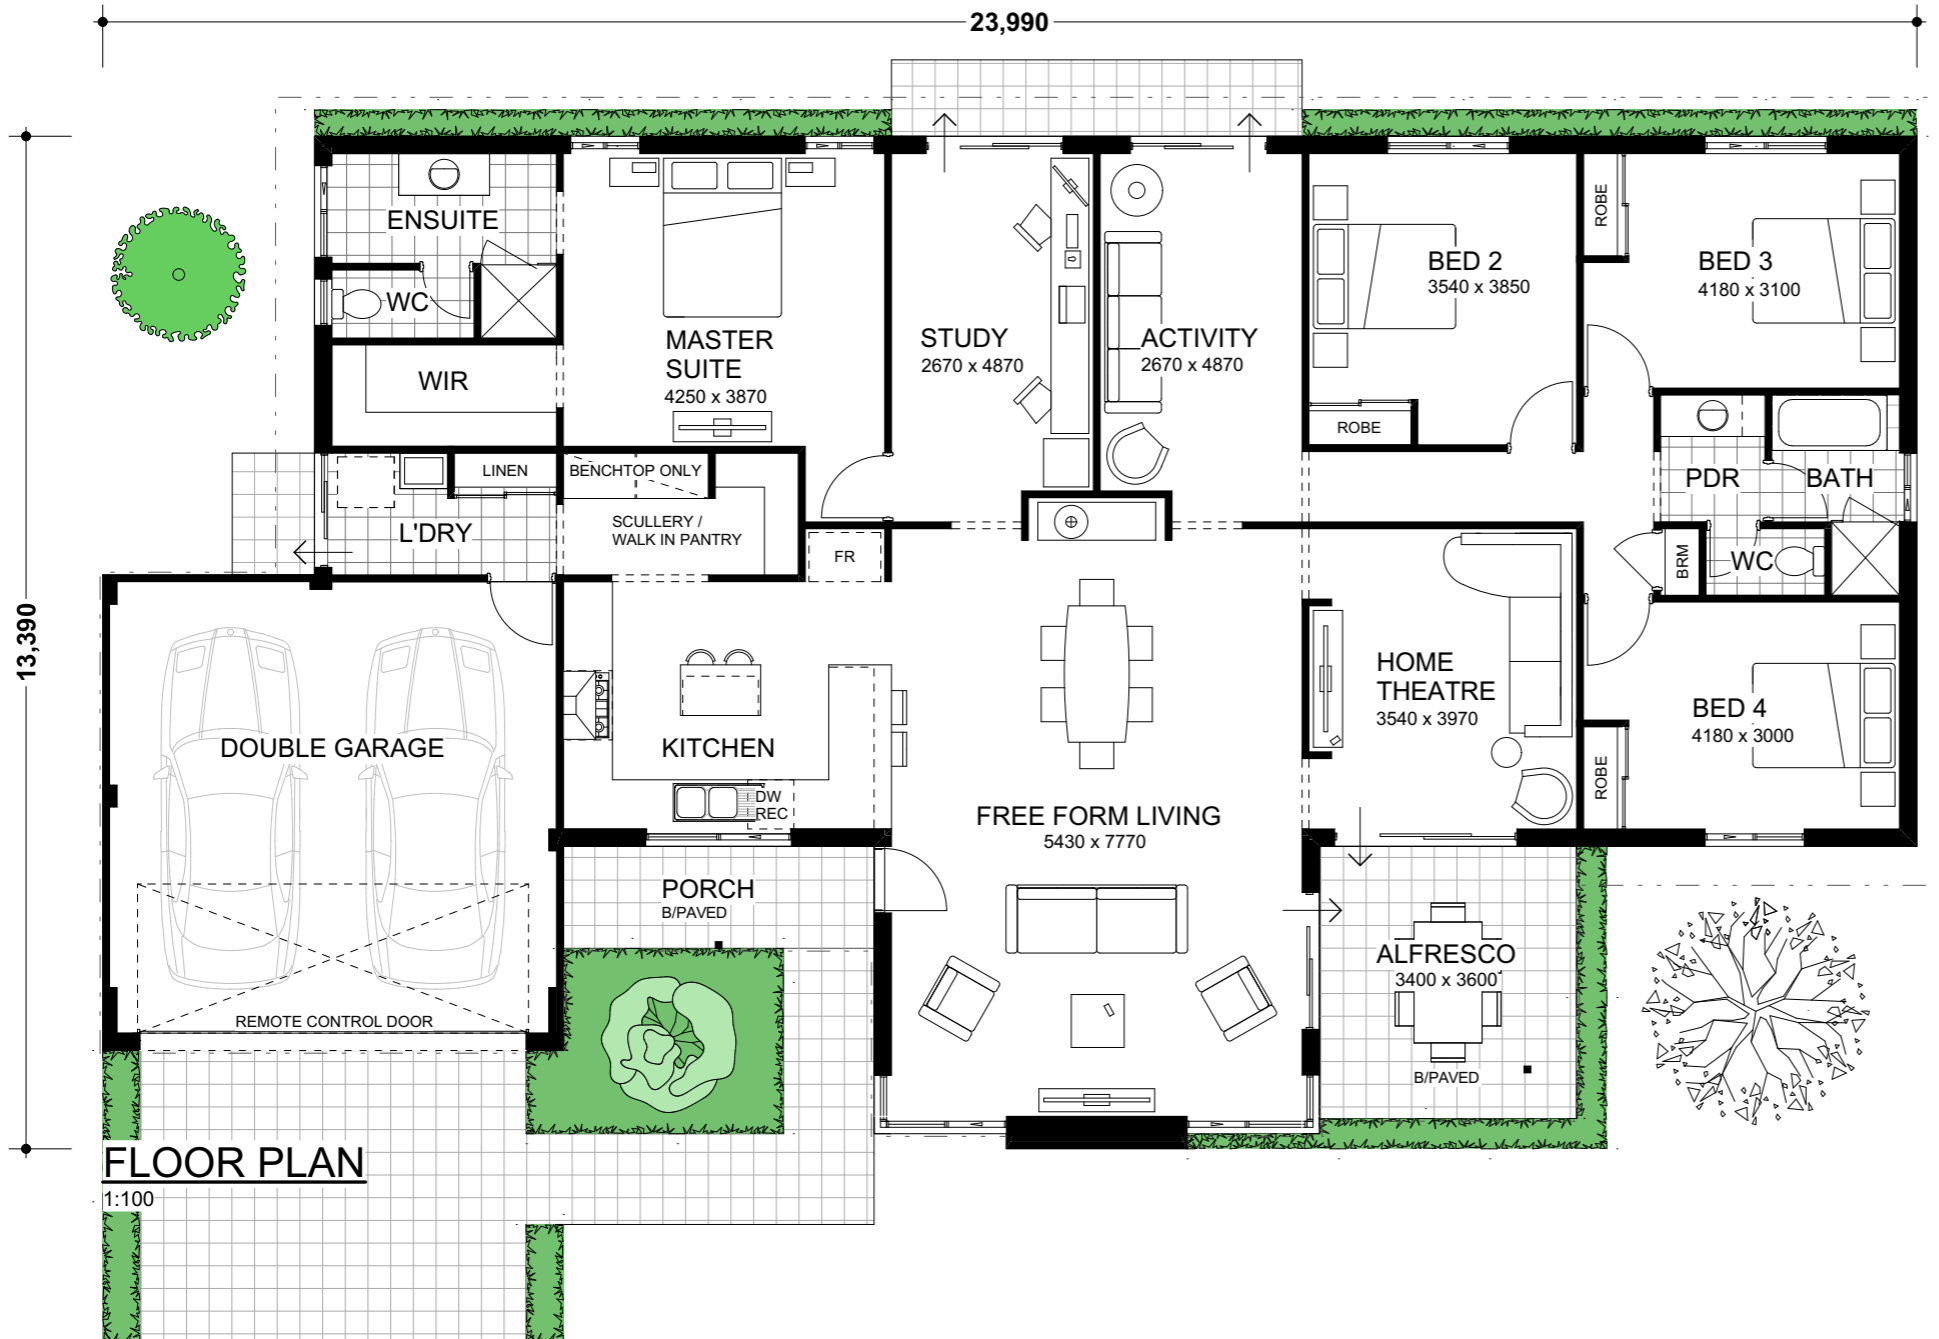 23,990
13,390
ENSUITE
WC
WIR
MASTER
SUITE
4250 x 3870
STUDY
2670 x 4870
ACTIVITY
2670 x 4870
BED 2
3540 x 3850
ROBE
ROBE
BED 3
4180 x 3100
PDR
BATH
BRM
WC
LINEN
BENCHTOP ONLY
L'DRY
SCULLERY /
WALK IN PANTRY
FR
DOUBLE GARAGE
REMOTE CONTROL DOOR
KITCHEN
DW
REC
FREE FORM LIVING
5430 x 7770
HOME
THEATRE
3540 x 3970
BED 4
4180 x 3000
ROBE
PORCH
B/PAVED
ALFRESCO
3400 x 3600
B/PAVED
FLOOR PLAN
1:100